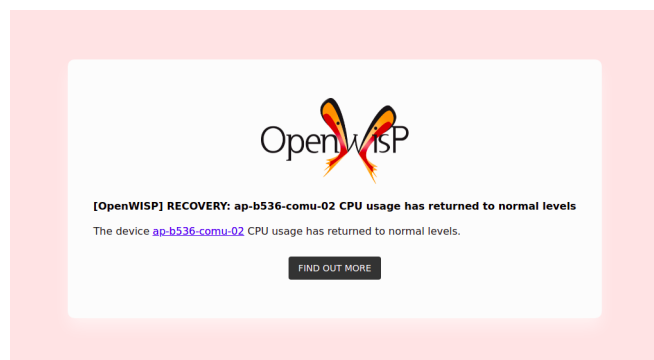 OpenWisP
[OpenWISP] RECOVERY: ap-b536-comu-02 CPU usage has returned to normal levels
The device ap-b536-comu-02 CPU usage has returned to normal levels.
FIND OUT MORE